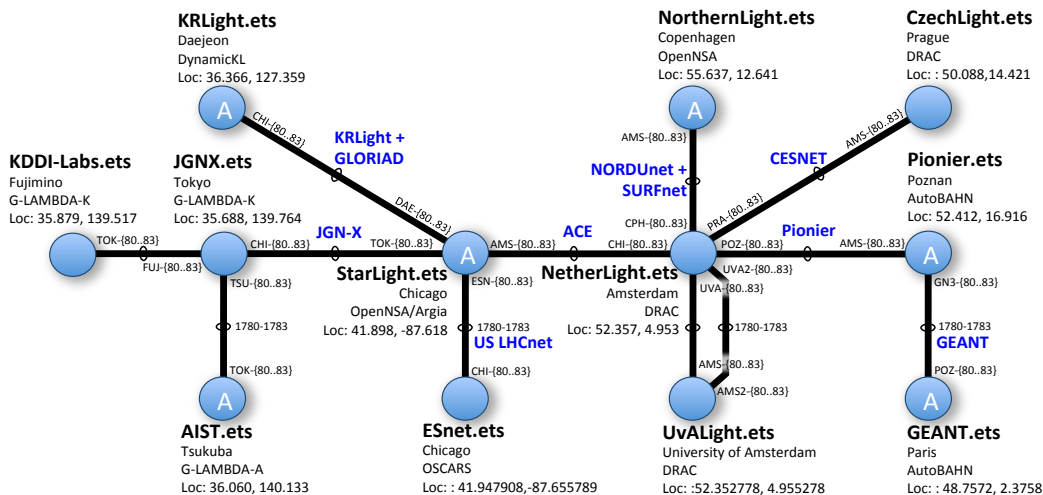 KRLight.ets
Daejeon
DynamicKL
Loc: 36.366, 127.359
A
CHI-{80..83}
KRLight +
GLORIAD
DAE-{80..83}
NorthernLight.ets
Copenhagen
OpenNSA
Loc: 55.637, 12.641
A
AMS-{80..83}
NORDUnet +
SURFnet
CPH-{80..83}
CzechLight.ets
Prague
DRAC
Loc: : 50.088,14.421
AMS-{80..83}
CESNET
PRA-{80..83}
KDDI-Labs.ets
Fujimino
G-LAMBDA-K
Loc: 35.879, 139.517
TOK-{80..83}
FUJ-{80..83}
JGNX.ets
Tokyo
G-LAMBDA-K
Loc: 35.688, 139.764
CHI-{80..83}
JGN-X
TOK-{80..83}
TSU-{80..83}
1780-1783
TOK-{80..83}
A
AIST.ets
Tsukuba
G-LAMBDA-A
Loc: 36.060, 140.133
A
StarLight.ets
Chicago
OpenNSA/Argia
Loc: 41.898, -87.618
AMS-{80..83}
ACE
CHI-{80..83}
ESN-{80..83}
1780-1783
US LHCnet
CHI-{80..83}
ESnet.ets
Chicago
OSCARS
Loc: : 41.947908,-87.655789
NetherLight.ets
Amsterdam
DRAC
Loc: 52.357, 4.953
POZ-{80..83}
Pionier
AMS-{80..83}
UVA2-{80..83}
UVA-{80..83}
1780-1783
AMS-{80..83}
AMS2-{80..83}
UvALight.ets
University of Amsterdam
DRAC
Loc: :52.352778, 4.955278
Pionier.ets
Poznan
AutoBAHN
Loc: 52.412, 16.916
A
GN3-{80..83}
1780-1783
GEANT
POZ-{80..83}
A
GEANT.ets
Paris
AutoBAHN
Loc: : 48.7572, 2.3758